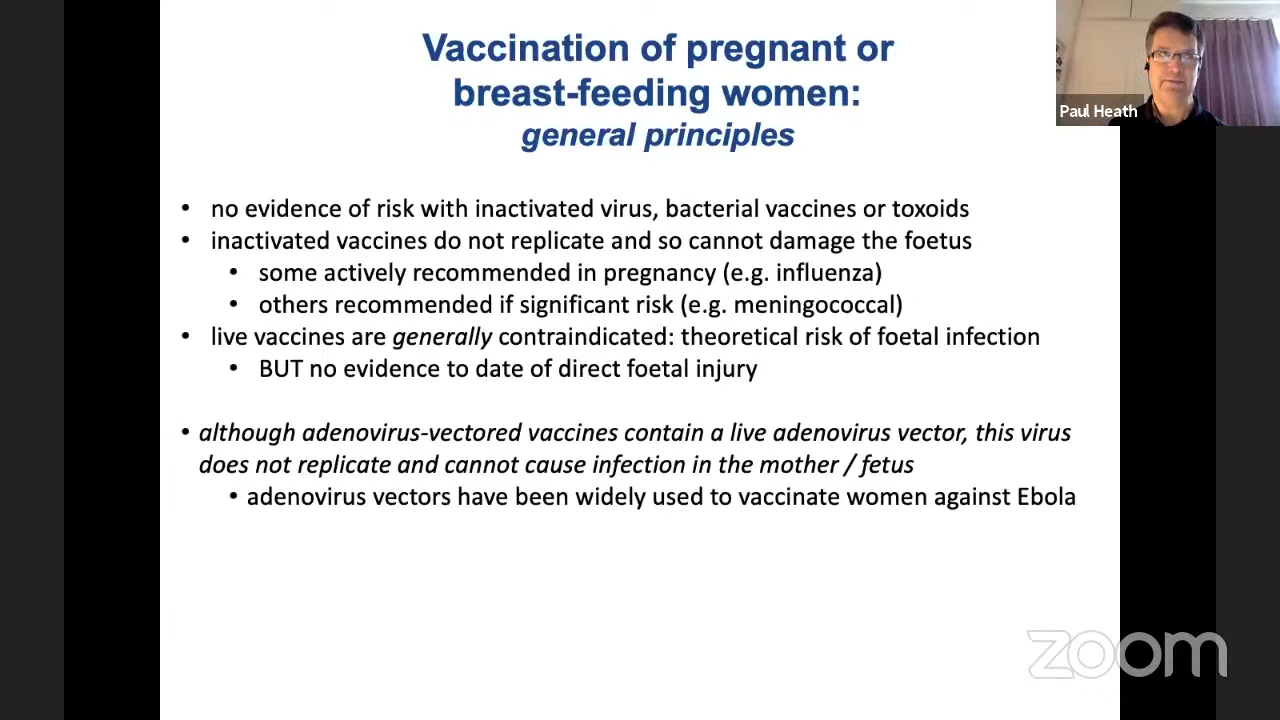 Vaccination of pregnant or
breast-feeding women:
general principles
Paul Heath
• no evidence of risk with inactivated virus, bacterial vaccines or toxoids
• inactivated vaccines do not replicate and so cannot damage the foetus
• some actively recommended in pregnancy (e.g. influenza)
• others recommended if significant risk (e.g. meningococcal)
• live vaccines are generally contraindicated: theoretical risk of foetal infection
• BUT no evidence to date of direct foetal injury
• although adenovirus-vectored vaccines contain a live adenovirus vector, this virus
does not replicate and cannot cause infection in the mother / fetus
• adenovirus vectors have been widely used to vaccinate women against Ebola
zoom